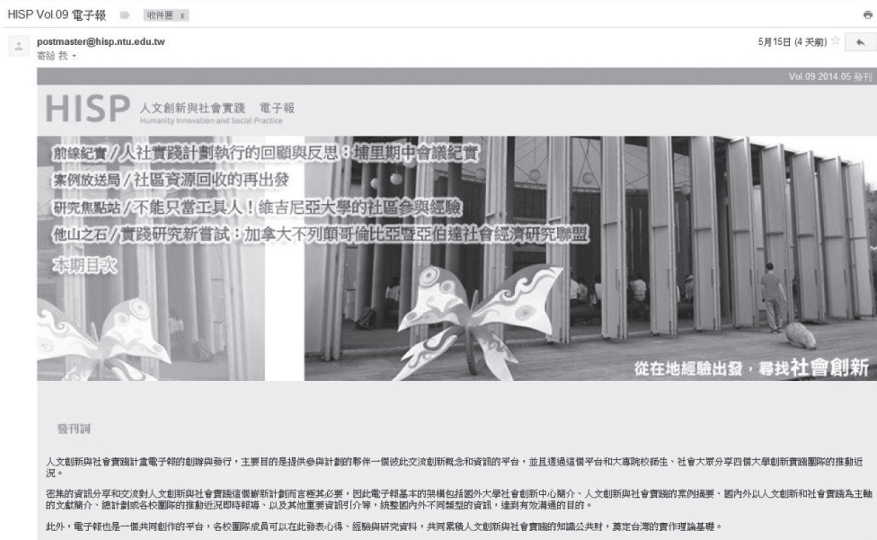 HISP Vol.09 電子報 收件匣 x
postmaster@hisp.ntu.edu.tw
5月15日 (4 天前)
寄給 我
Vol.09 2014.05 發刊
HISP 人文創新與社會實踐 電子報
Humanity Innovation and Social Practice
前線紀實/人社實踐計劃執行的回顧與反思：埔里期中會議紀實
案例放送局/社區資源回收的再出發
研究焦點站/不能只當工具人！維吉尼亞大學的社區參與經驗
他山之石/實踐研究新嘗試：加拿大不列顛哥倫比亞暨亞伯達社會經濟研究聯盟
本期目次
從在地經驗出發，尋找社會創新
發刊詞
人文創新與社會實踐計畫電子報的創辦與發行，主要目的是提供參與計劃的夥伴一個彼此交流創新概念和資訊的平台，並且透過這個平台和大專院校師生、社會大眾分享四個大學創新實踐團隊的推動近
況。
密集的資訊分享和交流對人文創新與社會實踐這個嶄新計劃而言極其必要，因此電子報基本的架構包括國外大學社會創新中心簡介、人文創新與社會實踐的案例摘要、國內外以人文創新和社會實踐為主軸
的文獻簡介、總計劃或各校團隊的推動近況即時報導、以及其他重要資訊引介等，統整國內外不同類型的資訊，達到有效溝通的目的。
此外，電子報也是一個共同創作的平台，各校團隊成員可以在此發表心得、經驗與研究資料，共同累積人文創新與社會實踐的知識公共財，奠定台灣的實作理論基礎。